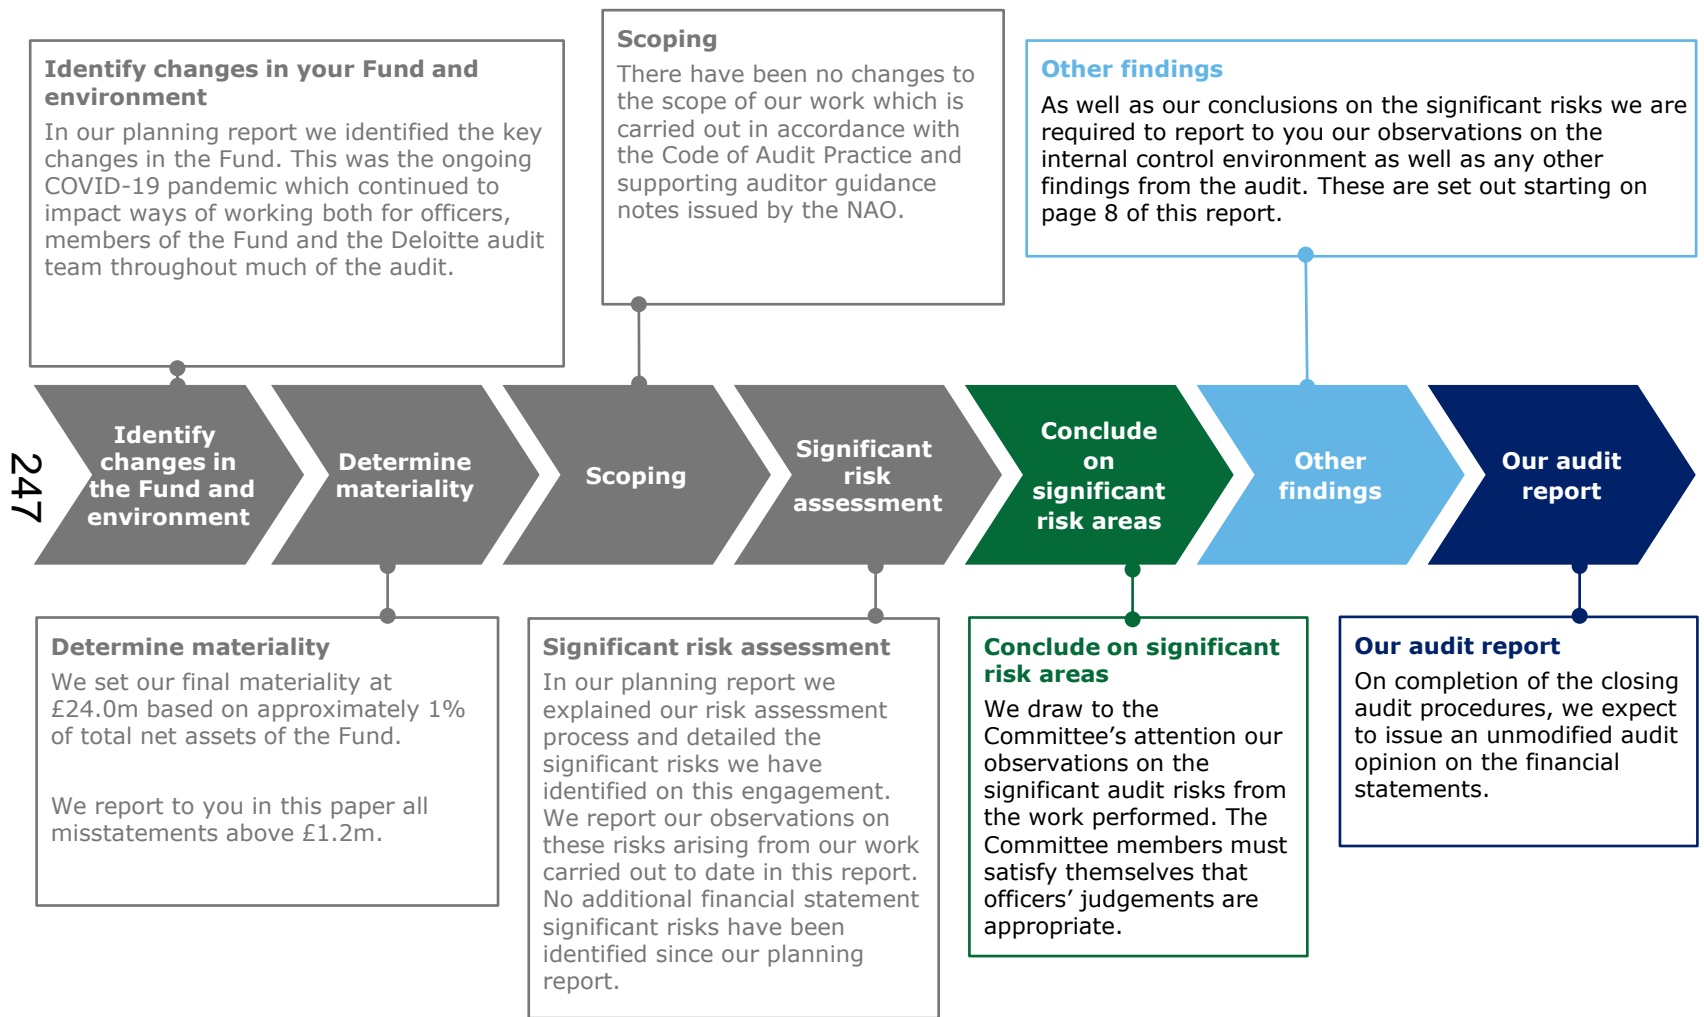 Identify changes in your Fund and
environment
In our planning report we identified the key
changes in the Fund. This was the ongoing
COVID-19 pandemic which continued to
impact ways of working both for officers,
members of the Fund and the Deloitte audit
team throughout much of the audit.
Scoping
There have been no changes to
the scope of our work which is
carried out in accordance with
the Code of Audit Practice and
supporting auditor guidance
notes issued by the NAO.
Other findings
As well as our conclusions on the significant risks we are
required to report to you our observations on the
internal control environment as well as any other
findings from the audit. These are set out starting on
page 8 of this report.
247
Identify
changes in
the Fund and
environment
Determine
materiality
Scoping
Significant
risk
assessment
Conclude
on
significant
risk areas
Other
findings
Our audit
report
Determine materiality
We set our final materiality at
£24.0m based on approximately 1%
of total net assets of the Fund.
We report to you in this paper all
misstatements above £1.2m.
Significant risk assessment
In our planning report we
explained our risk assessment
process and detailed the
significant risks we have
identified on this engagement.
We report our observations on
these risks arising from our work
carried out to date in this report.
No additional financial statement
significant risks have been
identified since our planning
report.
Conclude on significant
risk areas
We draw to the
Committee's attention our
observations on the
significant audit risks from
the work performed. The
Committee members must
satisfy themselves that
officers' judgements are
appropriate.
Our audit report
On completion of the closing
audit procedures, we expect
to issue an unmodified audit
opinion on the financial
statements.